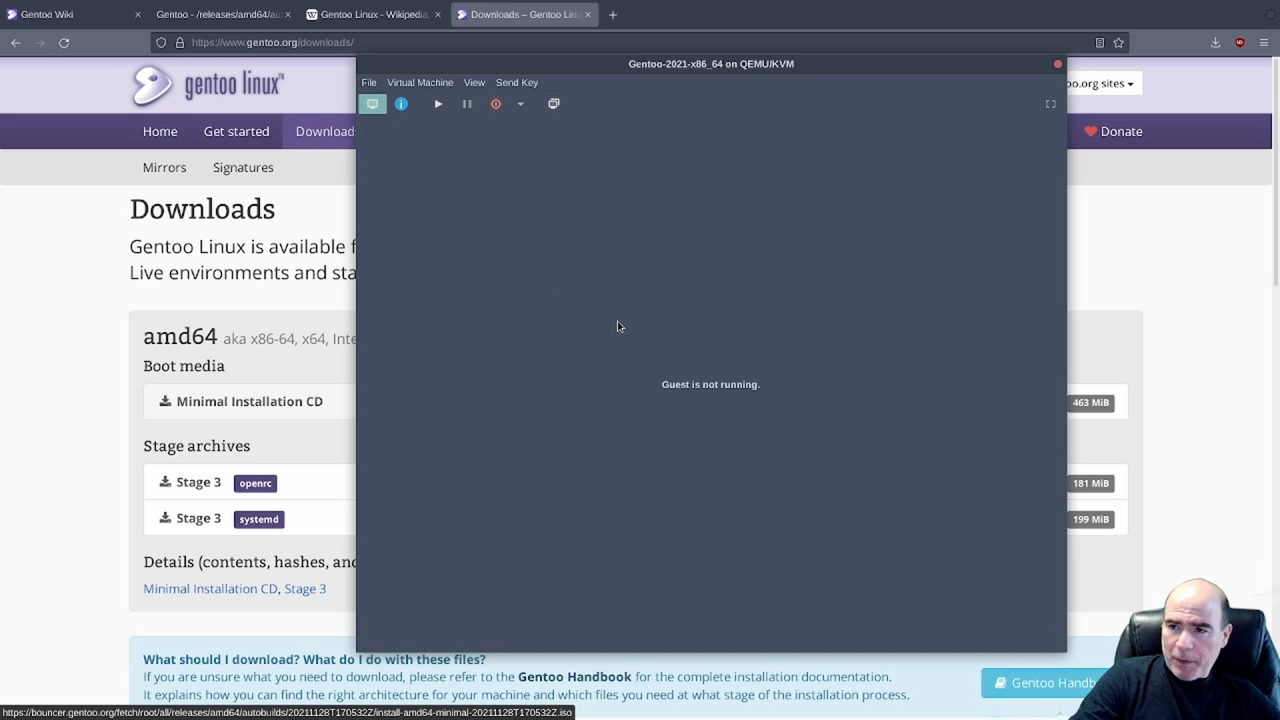 Gentoo Wiki
Gentoo - /releases/amd64/au
Gentoo Linux - Wikipedia
Downloads – Gentoo Linu
https://www.gentoo.org/downloads/
gentoo linux™
oo.org sites
Home
Get started
Downloads
Donate
Mirrors
Signatures
Downloads
Gentoo Linux is available f
Live environments and sta
amd64 aka x86-64, x64, Inte
Boot media
Minimal Installation CD
463 MiB
Stage archives
Stage 3 openrc
181 MiB
Stage 3 systemd
199 MiB
Details (contents, hashes, and
Minimal Installation CD, Stage 3
What should I download? What do I do with these files?
If you are unsure what you need to download, please refer to the Gentoo Handbook for the complete installation documentation.
It explains how you can find the right architecture for your machine and which files you need at what stage of the installation process.
Gentoo Handb
https://bouncer.gentoo.org/fetch/root/all/releases/amd64/autobuilds/20211128T170532Z/install-amd64-minimal-20211128T170532Z.iso
Gentoo-2021-x86_64 on QEMU/KVM
File
Virtual Machine
View
Send Key
Guest is not running.